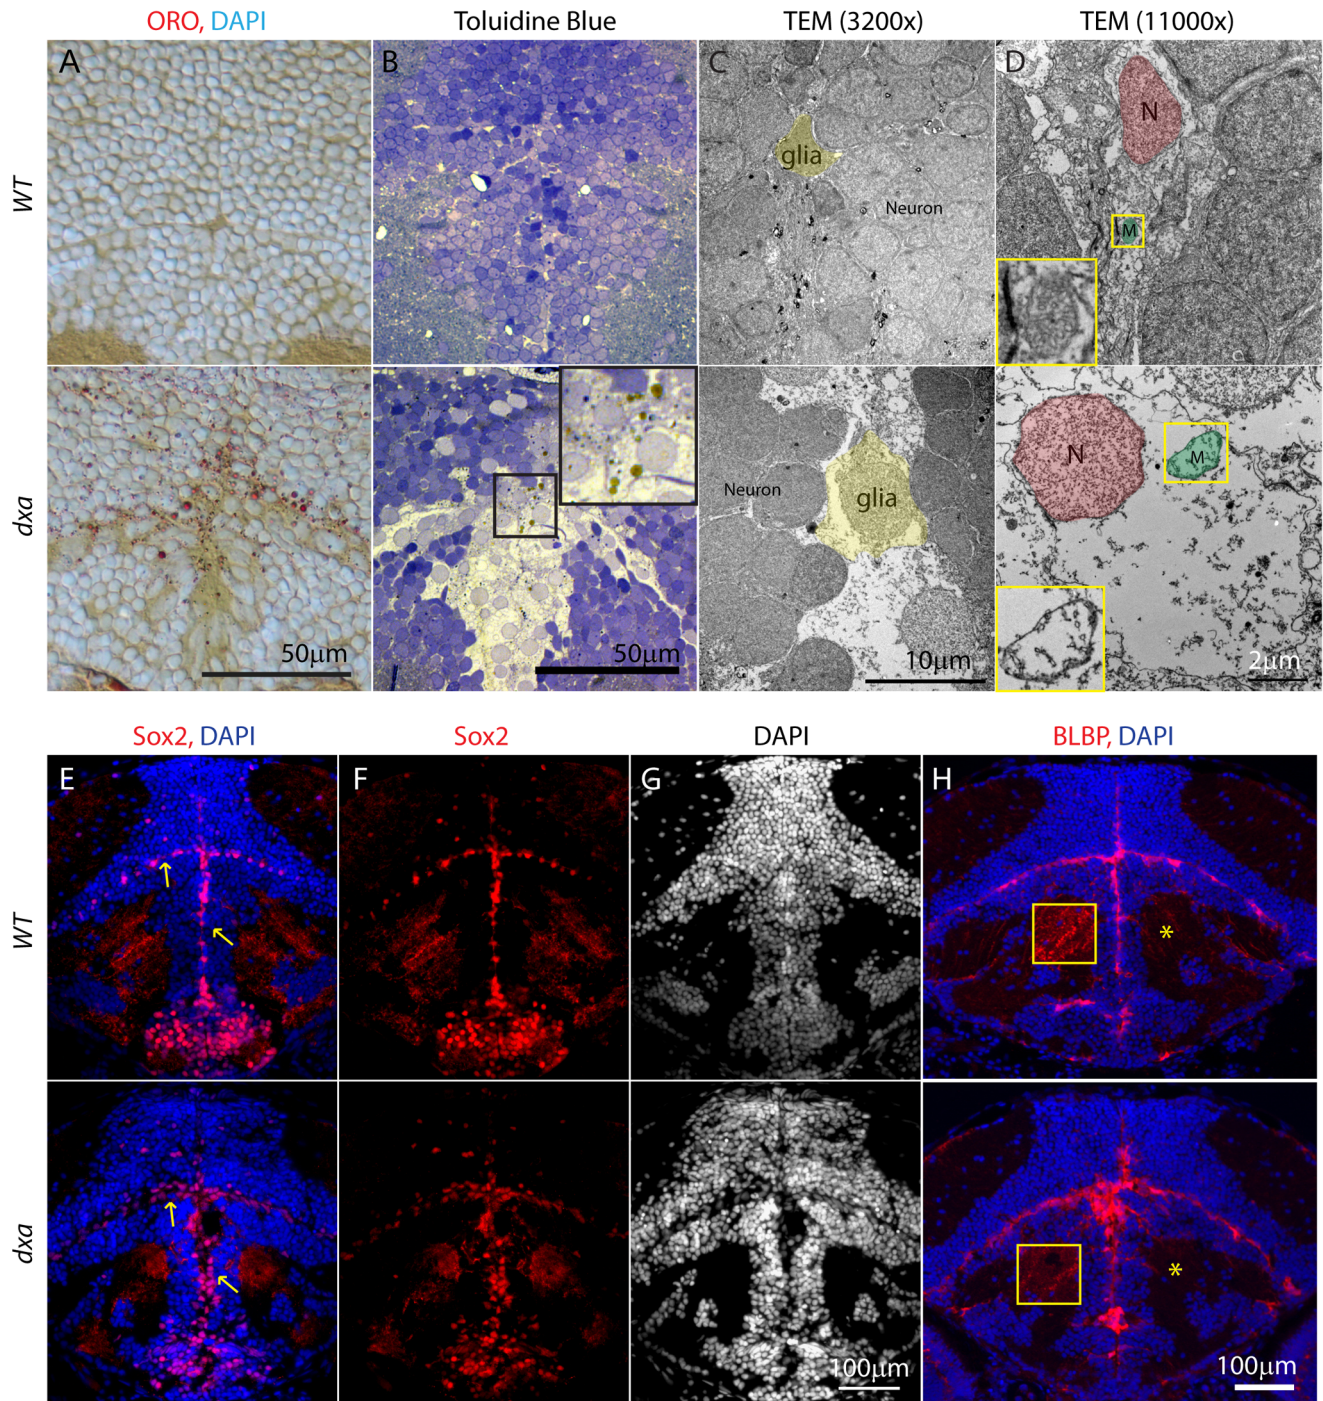 ORO, DAPI
Toluidine Blue
TEM (3200x)
TEM (11000x)
WT
A
B
C
glia
Neuron
D
N
M
dxa
50µm
50µm
Neuron
glia
10µm
N
M
2µm
Sox2, DAPI
Sox2
DAPI
BLBP, DAPI
WT
E
F
G
H
*
dxa
100µm
*
100µm